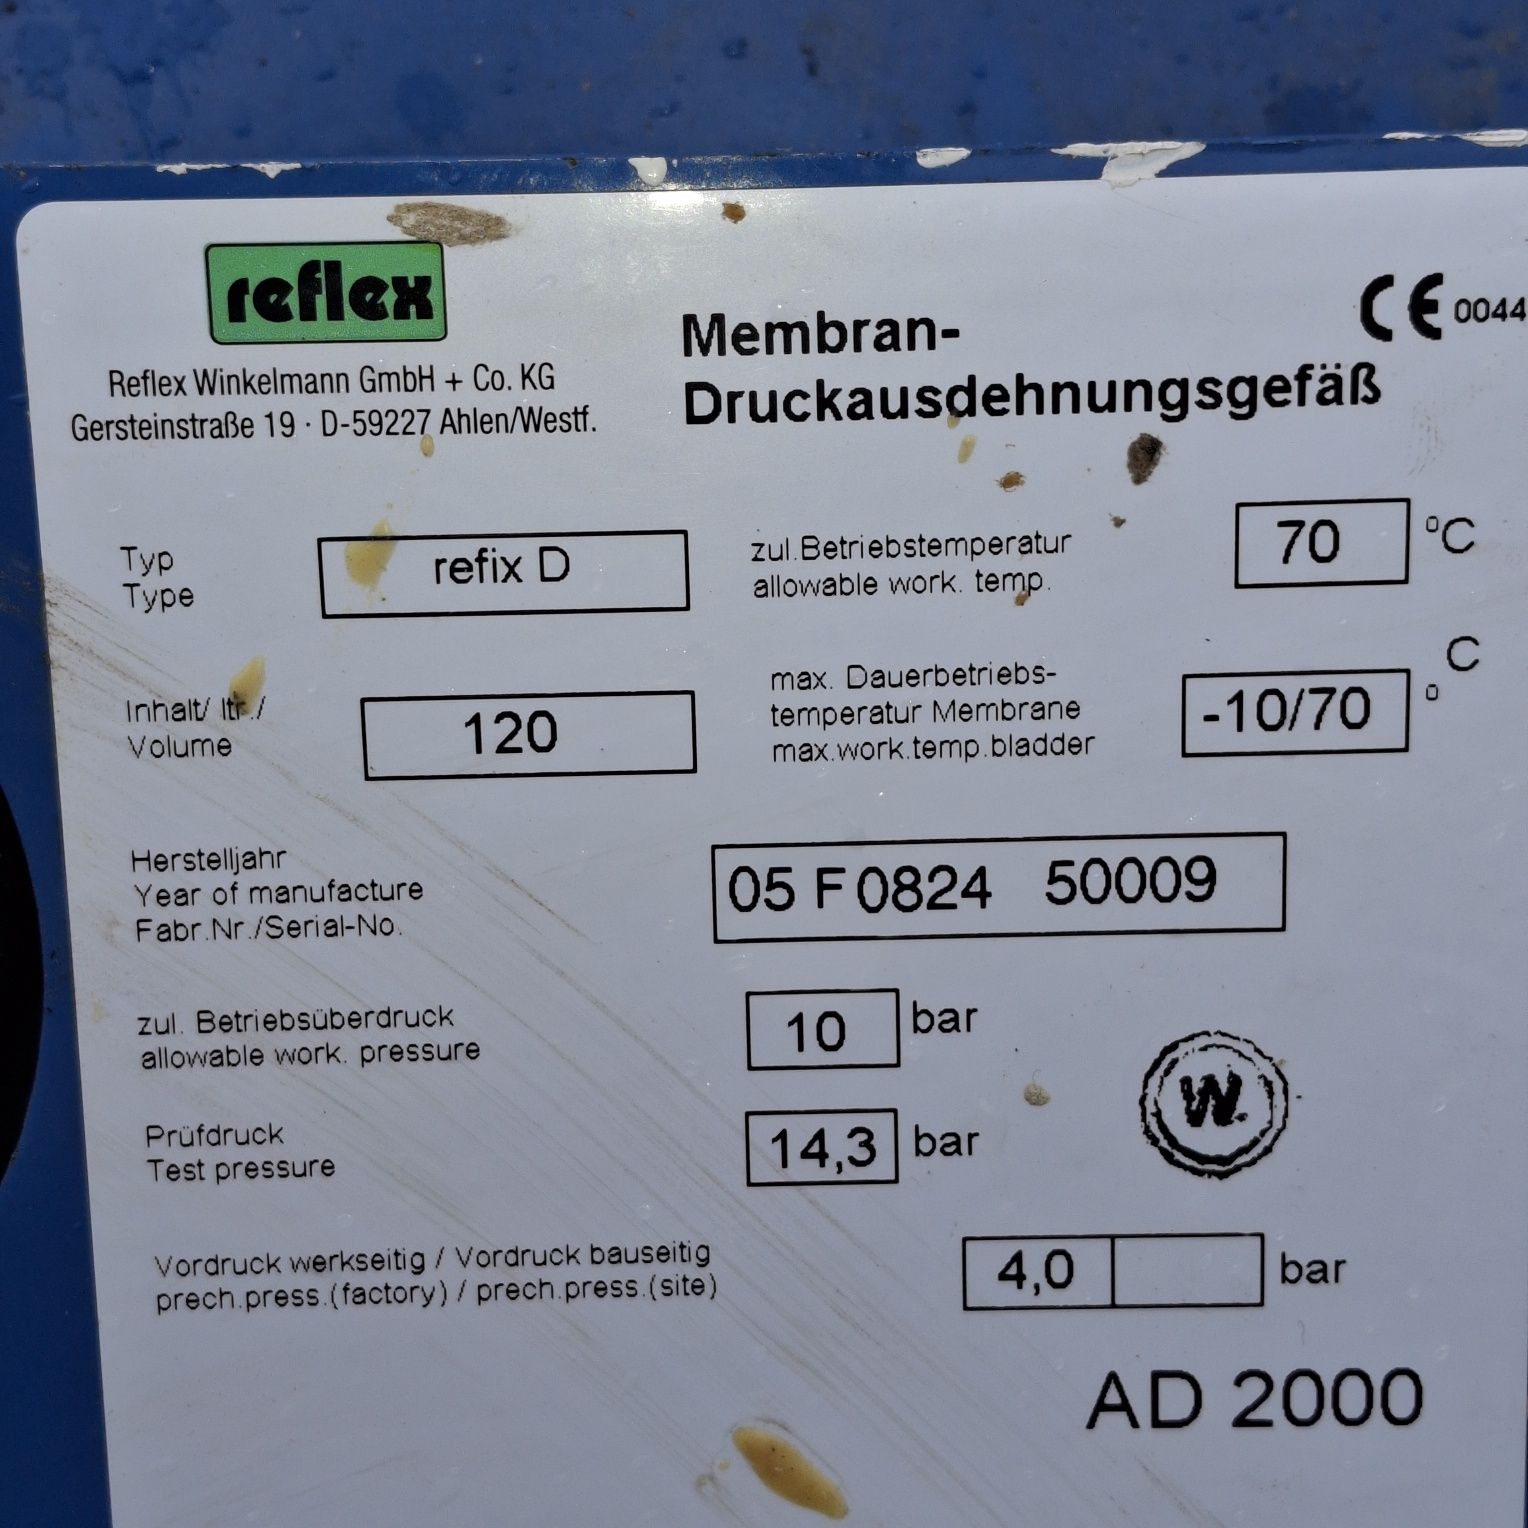 reflex
Reflex Winkelmann GmbH + Co. KG
Gersteinstraße 19 · D-59227 Ahlen/Westf.
Membran-
Druckausdehnungsgefäß
CE 0044
Typ
Type
refix D
zul.Betriebstemperatur
allowable work. temp.
70 °C
Inhalt/ ltr./
Volume
120
max. Dauerbetriebs-
temperatur Membrane
max.work.temp.bladder
-10/70 °C
Herstelljahr
Year of manufacture
Fabr.Nr./Serial-No.
05 F 0824 50009
zul. Betriebsüberdruck
allowable work. pressure
10 bar
Prüfdruck
Test pressure
14,3 bar
W.
Vordruck werkseitig / Vordruck bauseitig
prech.press.(factory) / prech.press.(site)
4,0 bar
AD 2000